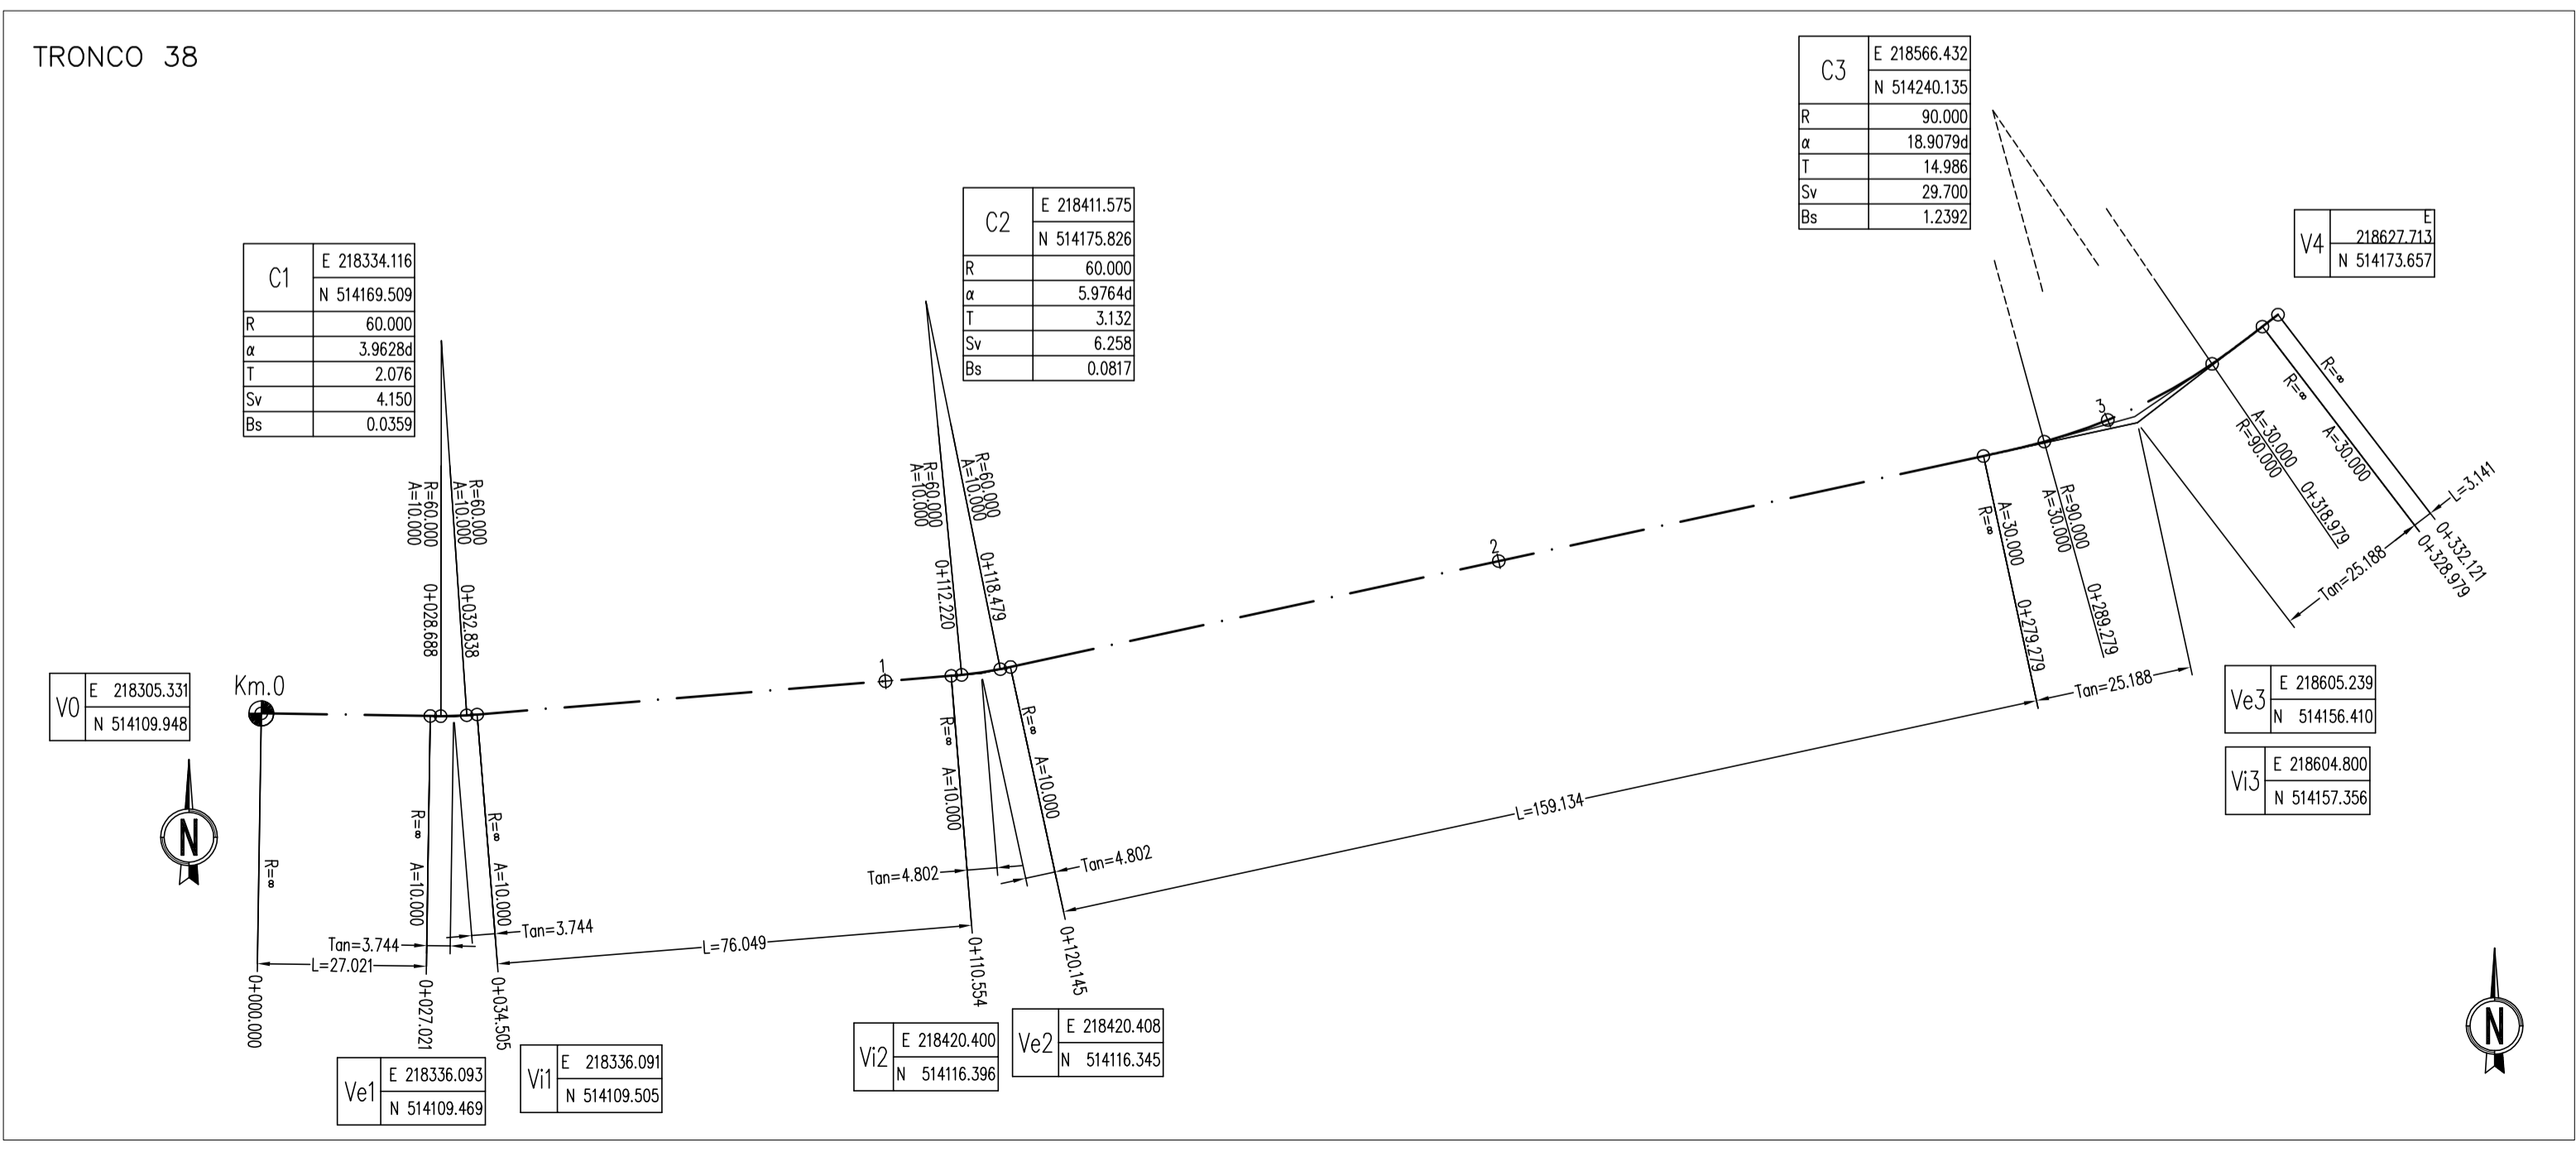 TRONCO 38
C1
E 218334.116
N 514169.509
R 60.000
α 3.9628d
T 2.076
Sv 4.150
Bs 0.0359
C2
E 218411.575
N 514175.826
R 60.000
α 5.9764d
T 3.132
Sv 6.258
Bs 0.0817
C3
E 218566.432
N 514240.135
R 90.000
α 18.9079d
T 14.986
Sv 29.700
Bs 1.2392
V4
E
218627.713
N 514173.657
V0
E 218305.331
N 514109.948
Km.0
R=∞
0+000.000
L=27.021
Tan=3.744
R=∞ A=10.000
0+027.021
A=10.000
R=60.000
0+028.688
A=10.000
R=60.000
0+032.838
R=∞ A=10.000
0+034.505
Tan=3.744
L=76.049
1
A=10.000
R=60.000
0+112.220
A=10.000
R=60.000
0+118.479
R=∞ A=10.000
0+110.554
R=∞ A=10.000
0+120.145
Tan=4.802
Tan=4.802
2
L=159.134
R=∞
A=30.000
0+279.279
A=30.000
R=90.000
0+289.279
3
Tan=25.188
R=90.000
A=30.000
0+318.979
R=∞
A=30.000
0+328.979
R=∞
0+332.121
L=3.141
Tan=25.188
Ve1
E 218336.093
N 514109.469
Vi1
E 218336.091
N 514109.505
Vi2
E 218420.400
N 514116.396
Ve2
E 218420.408
N 514116.345
Ve3
E 218605.239
N 514156.410
Vi3
E 218604.800
N 514157.356
N
N